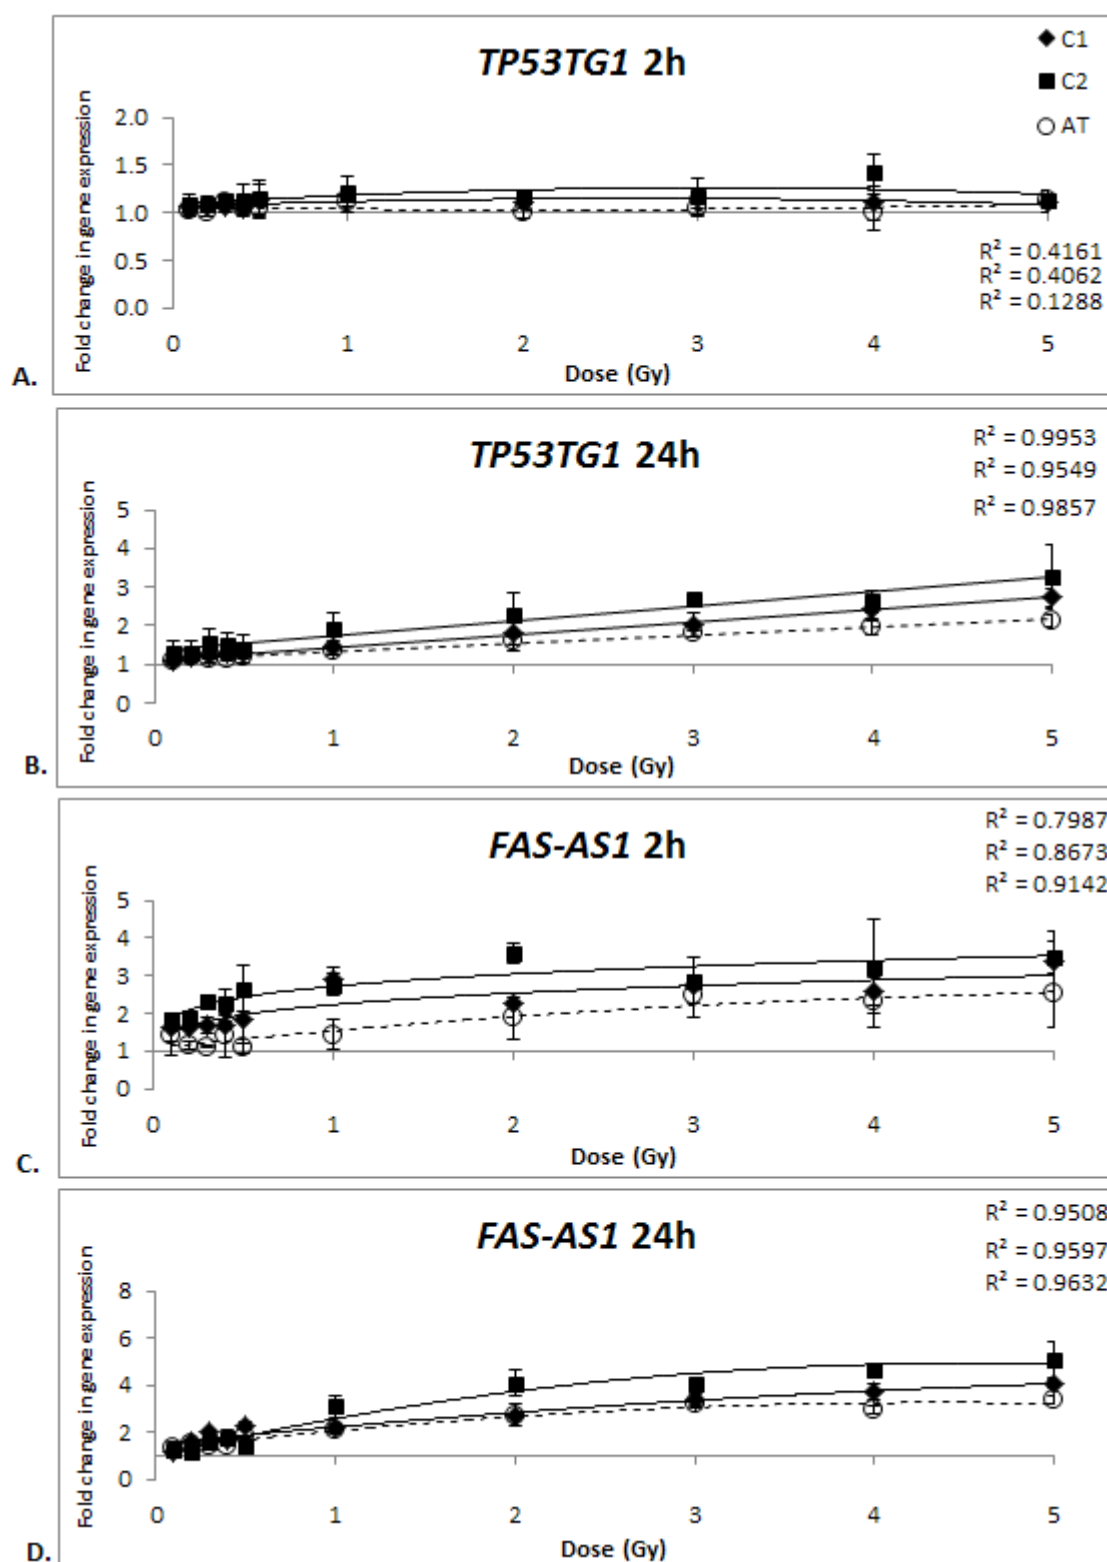 TP53TG1 2h
C1
C2
AT
Fold change in gene expression
2.0
1.5
1.0
0.5
0.0
R² = 0.4161
R² = 0.4062
R² = 0.1288
0 1 2 3 4 5
Dose (Gy)
A.
TP53TG1 24h
R² = 0.9953
R² = 0.9549
R² = 0.9857
Fold change in gene expression
5
4
3
2
1
0
0 1 2 3 4 5
Dose (Gy)
B.
FAS-AS1 2h
R² = 0.7987
R² = 0.8673
R² = 0.9142
Fold change in gene expression
5
4
3
2
1
0
0 1 2 3 4 5
Dose (Gy)
C.
FAS-AS1 24h
R² = 0.9508
R² = 0.9597
R² = 0.9632
Fold change in gene expression
8
6
4
2
0
0 1 2 3 4 5
Dose (Gy)
D.